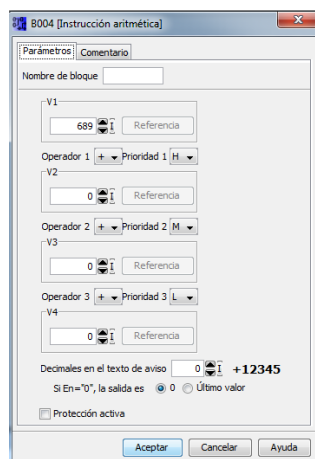 B004 [Instrucción aritmética]
Parámetros Comentario
Nombre de bloque
V1
689 Referencia
Operador 1 + Prioridad 1 H
V2
0 Referencia
Operador 2 + Prioridad 2 M
V3
0 Referencia
Operador 3 + Prioridad 3 L
V4
0 Referencia
Decimales en el texto de aviso 0 +12345
Si En="0", la salida es 0 Último valor
Protección activa
Aceptar Cancelar Ayuda